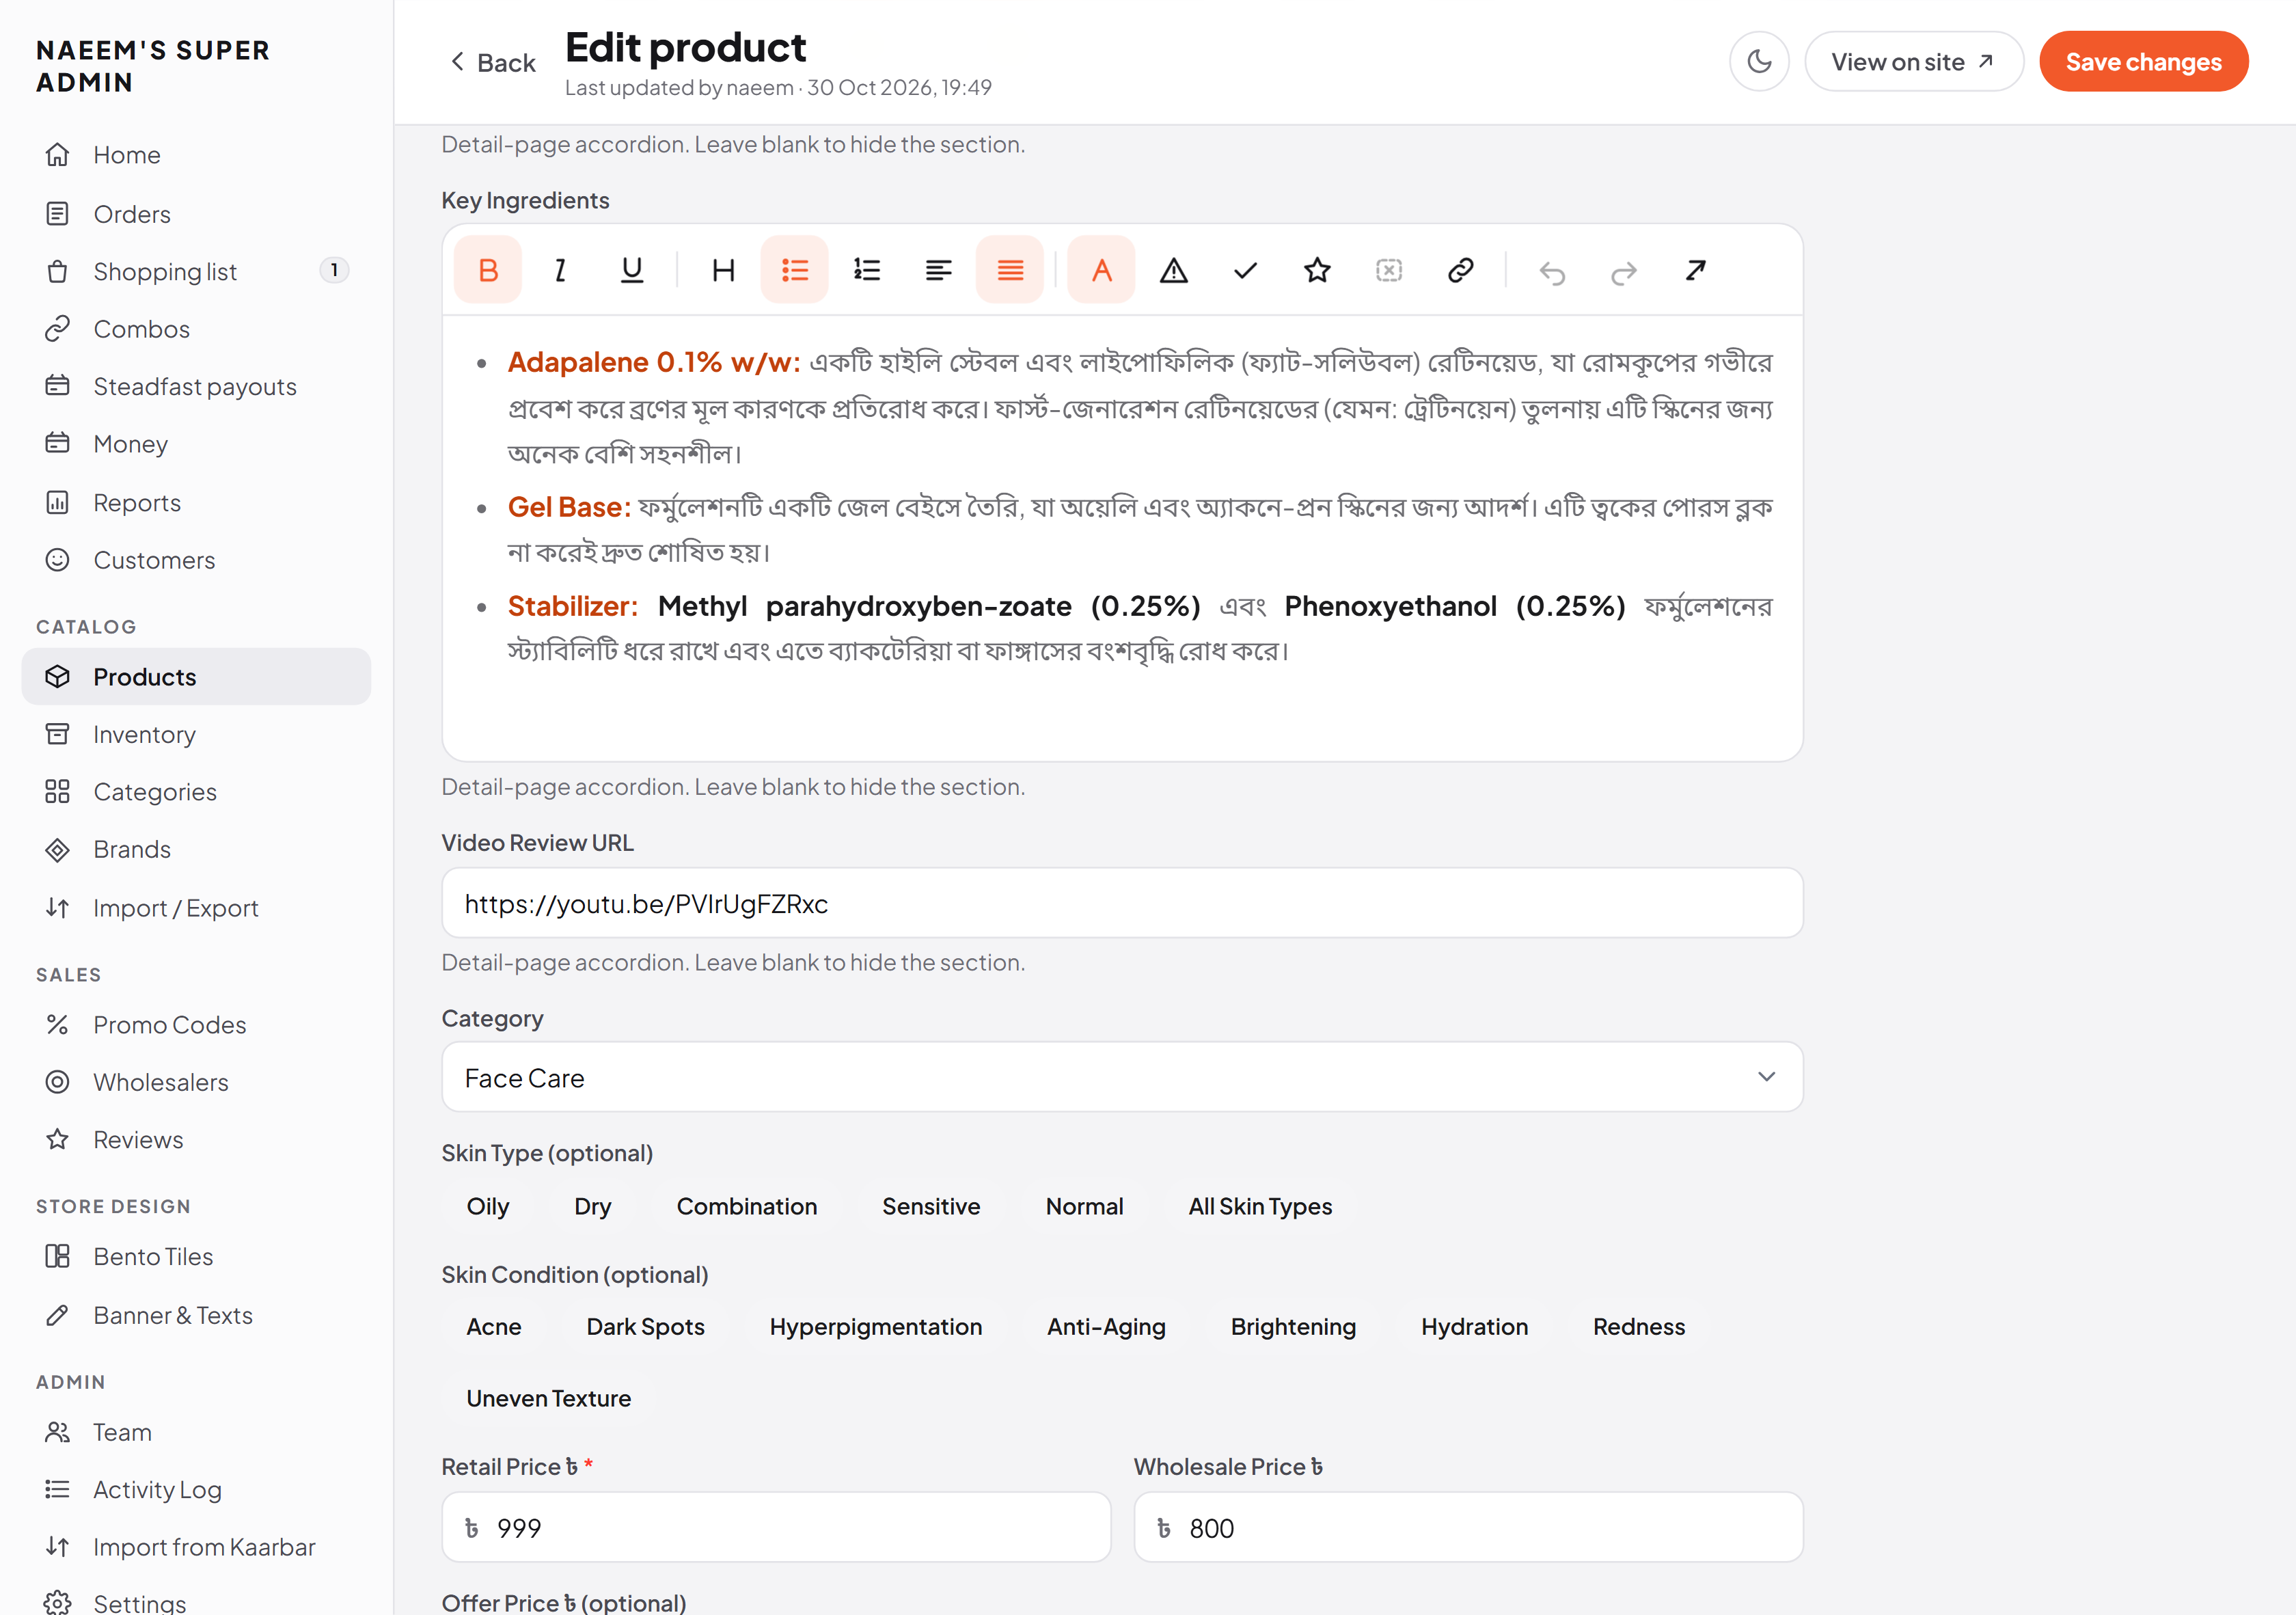 NAEEM'S SUPER
ADMIN
Home
Orders
Shopping list
1
Combos
Steadfast payouts
Money
Reports
Customers
CATALOG
Products
Inventory
Categories
Brands
Import / Export
SALES
Promo Codes
Wholesalers
Reviews
STORE DESIGN
Bento Tiles
Banner & Texts
ADMIN
Team
Activity Log
Import from Kaarbar
Settings
Back
Edit product
Last updated by naeem · 30 Oct 2026, 19:49
View on site
Save changes
Detail-page accordion. Leave blank to hide the section.
Key Ingredients
B I U H A
• Adapalene 0.1% w/w: একটি হাইলি স্টেবল এবং লাইপোফিলিক (ফ্যাট-সলিউবল) রেটিনয়েড, যা রোমকূপের গভীরে
প্রবেশ করে ব্রণের মূল কারণকে প্রতিরোধ করে। ফার্স্ট-জেনারেশন রেটিনয়েডের (যেমন: ট্রেটিনয়েন) তুলনায় এটি স্কিনের জন্য
অনেক বেশি সহনশীল।
• Gel Base: ফর্মুলেশনটি একটি জেল বেইসে তৈরি, যা অয়েলি এবং অ্যাকনে-প্রন স্কিনের জন্য আদর্শ। এটি ত্বকের পোরস ব্লক
না করেই দ্রুত শোষিত হয়।
• Stabilizer: Methyl parahydroxyben-zoate (0.25%) এবং Phenoxyethanol (0.25%) ফর্মুলেশনের
স্ট্যাবিলিটি ধরে রাখে এবং এতে ব্যাকটেরিয়া বা ফাঙ্গাসের বংশবৃদ্ধি রোধ করে।
Detail-page accordion. Leave blank to hide the section.
Video Review URL
https://youtu.be/PVIrUgFZRxc
Detail-page accordion. Leave blank to hide the section.
Category
Face Care
Skin Type (optional)
Oily Dry Combination Sensitive Normal All Skin Types
Skin Condition (optional)
Acne Dark Spots Hyperpigmentation Anti-Aging Brightening Hydration Redness
Uneven Texture
Retail Price ৳ *
৳ 999
Wholesale Price ৳
৳ 800
Offer Price ৳ (optional)